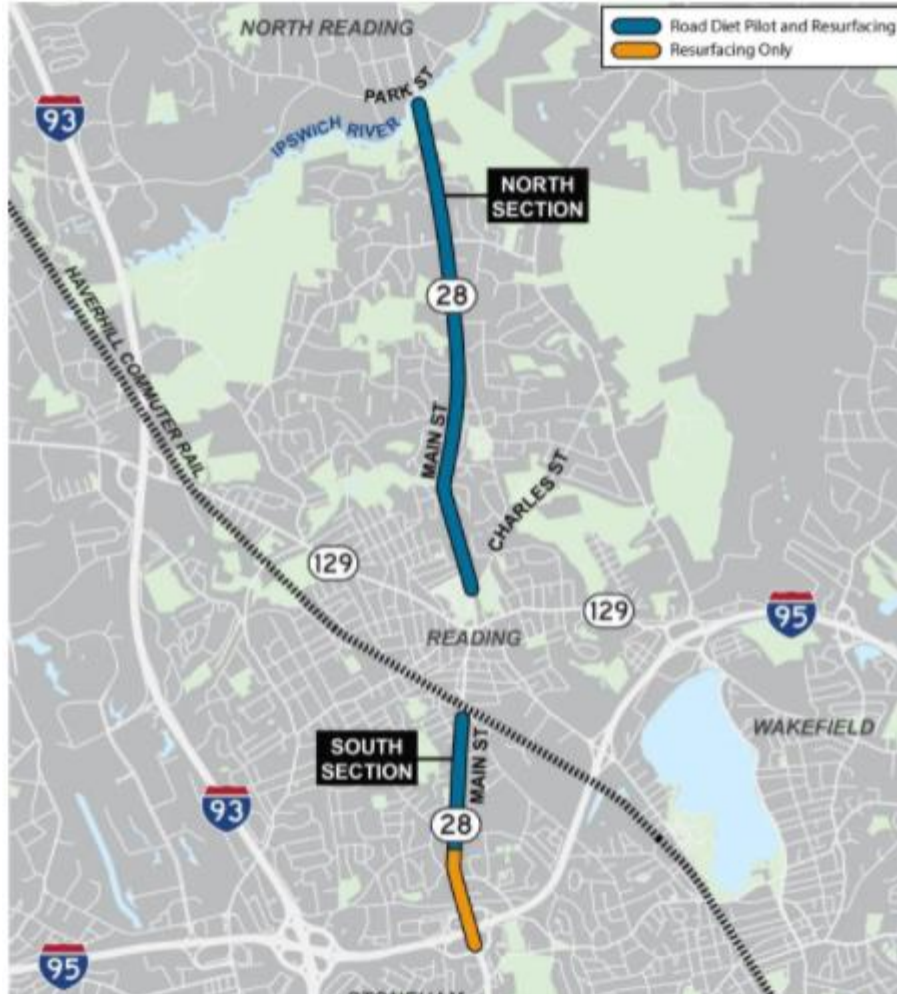 Road Diet Pilot and Resurfacing
Resurfacing Only
NORTH READING
93
PARK ST
IPSWICH RIVER
NORTH
SECTION
28
HAVERHILL COMMUTER RAIL
MAIN ST
CHARLES ST
129
129
95
READING
WAKEFIELD
SOUTH
SECTION
MAIN ST
93
28
95